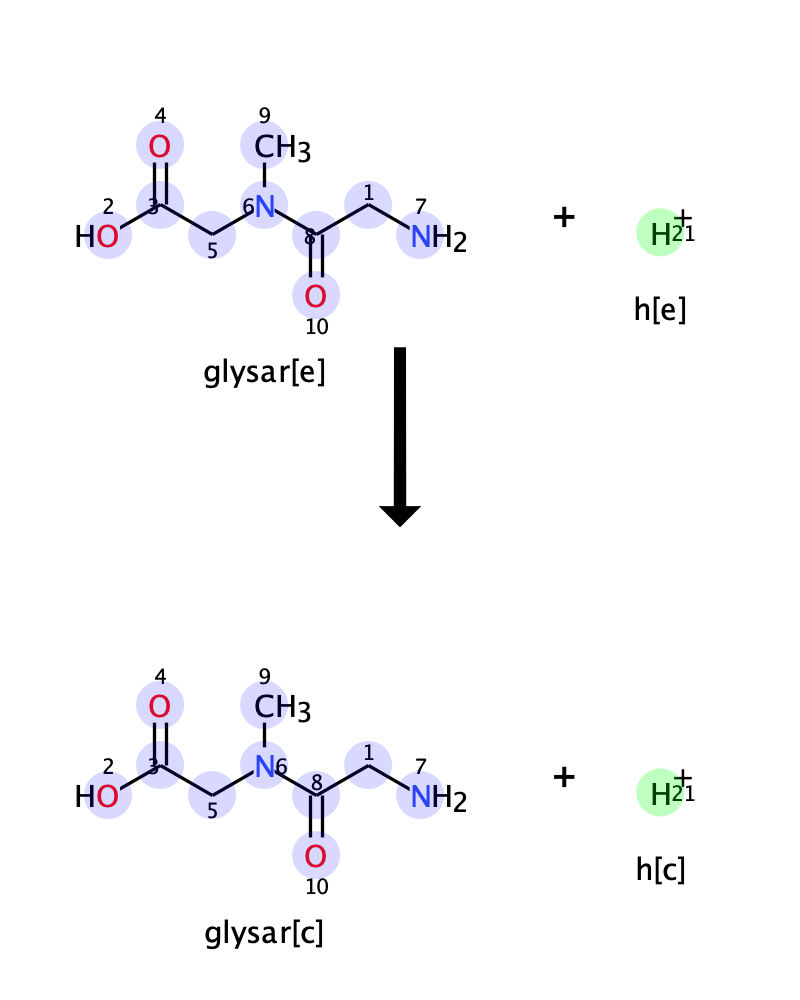 4 9
O CH3
2 3 6 N 1 7
HO 5 8 NH2 + H+ 21
O h[e]
10
glysar[e]
4 9
O CH3
2 3 N 6 1 7
HO 5 8 NH2 + H+ 21
O h[c]
10
glysar[c]